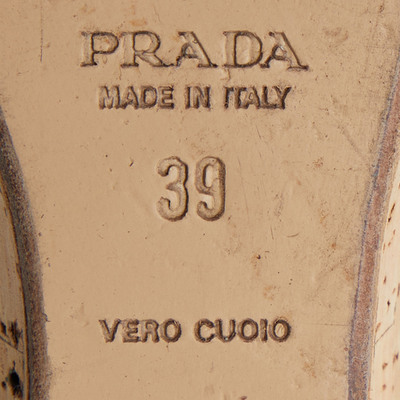 PRADA
MADE IN ITALY
39
VERO CUOIO